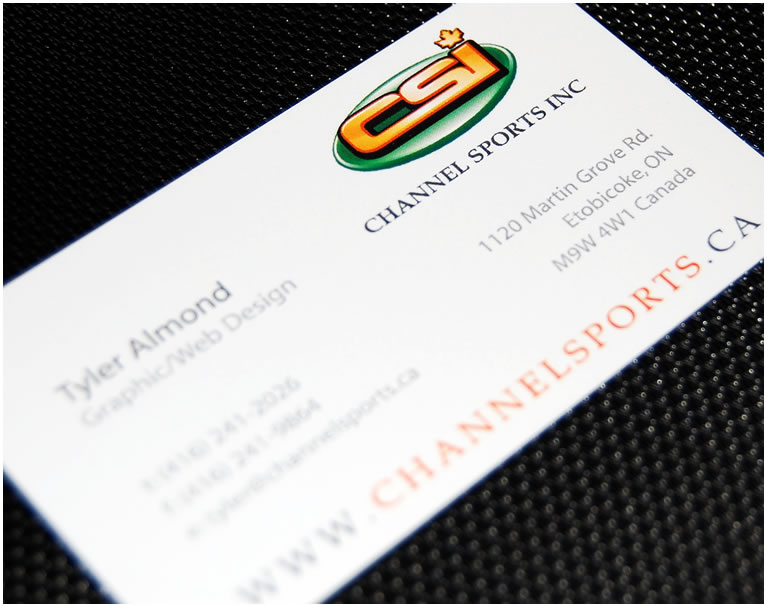 CSI
CHANNEL SPORTS INC
1120 Martin Grove Rd.
Etobicoke, ON
M9W 4W1 Canada
Tyler Almond
Graphic/Web Design
t (416) 241-2026
f (416) 241-9864
e tyler@channelsports.ca
WWW.CHANNELSPORTS.CA